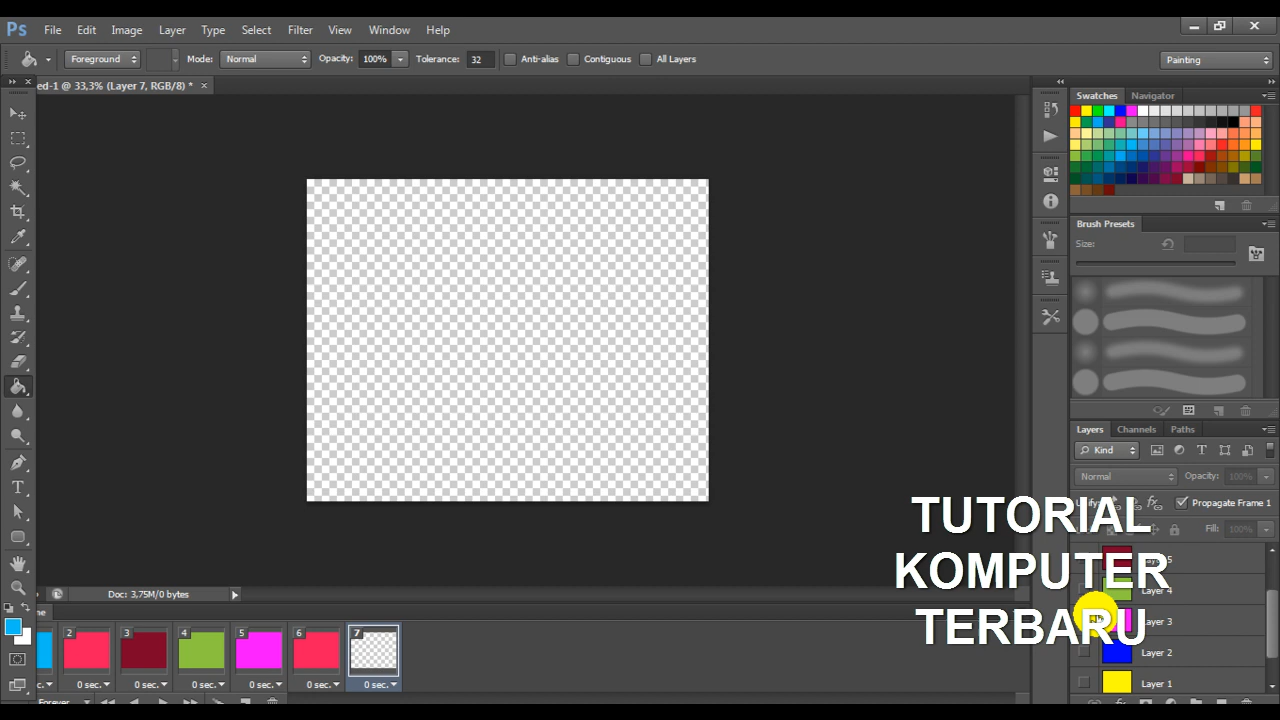 Ps File Edit Image Layer Type Select Filter View Window Help
Foreground Mode: Normal Opacity: 100% Tolerance: 32 Anti-alias Contiguous All Layers Painting
ed-1 @ 33,3% (Layer 7, RGB/8) * ×
Swatches Navigator
Brush Presets
Size:
Layers Channels Paths
Kind
Normal Opacity: 100%
Propagate Frame 1
Fill: 100%
TUTORIAL
KOMPUTER
TERBARU
Layer 4
Layer 3
Layer 2
Layer 1
Doc: 3,75M/0 bytes
2 3 4 5 6 7
0 sec. 0 sec. 0 sec. 0 sec. 0 sec. 0 sec.
Forever